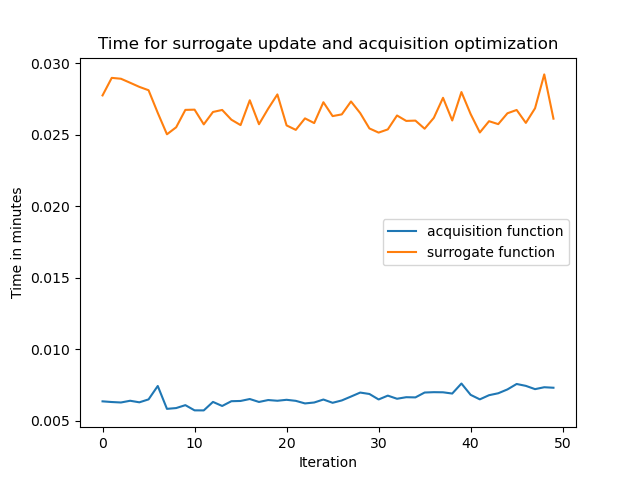 Time for surrogate update and acquisition optimization
0.030
0.025
0.020
0.015
0.010
0.005
Time in minutes
acquisition function
surrogate function
0 10 20 30 40 50
Iteration